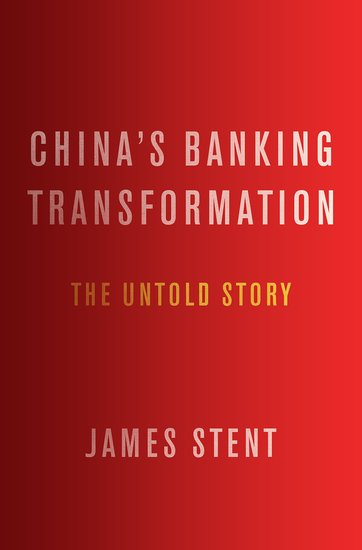 CHINA'S BANKING
TRANSFORMATION
THE UNTOLD STORY
JAMES STENT